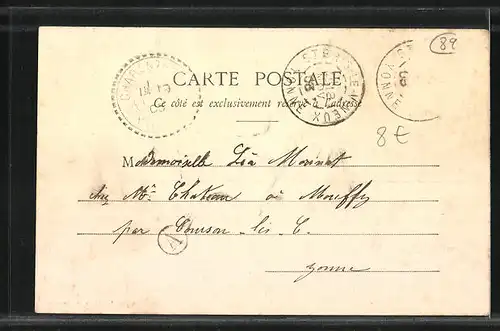 89
CARTE POSTALE
Ce côté est exclusivement réservé à l'adresse
8 €
Mademoiselle Léa Morinat
chez Mr Chateau à Mouffy
par Courson-les-C.
Yonne
A
YONNE